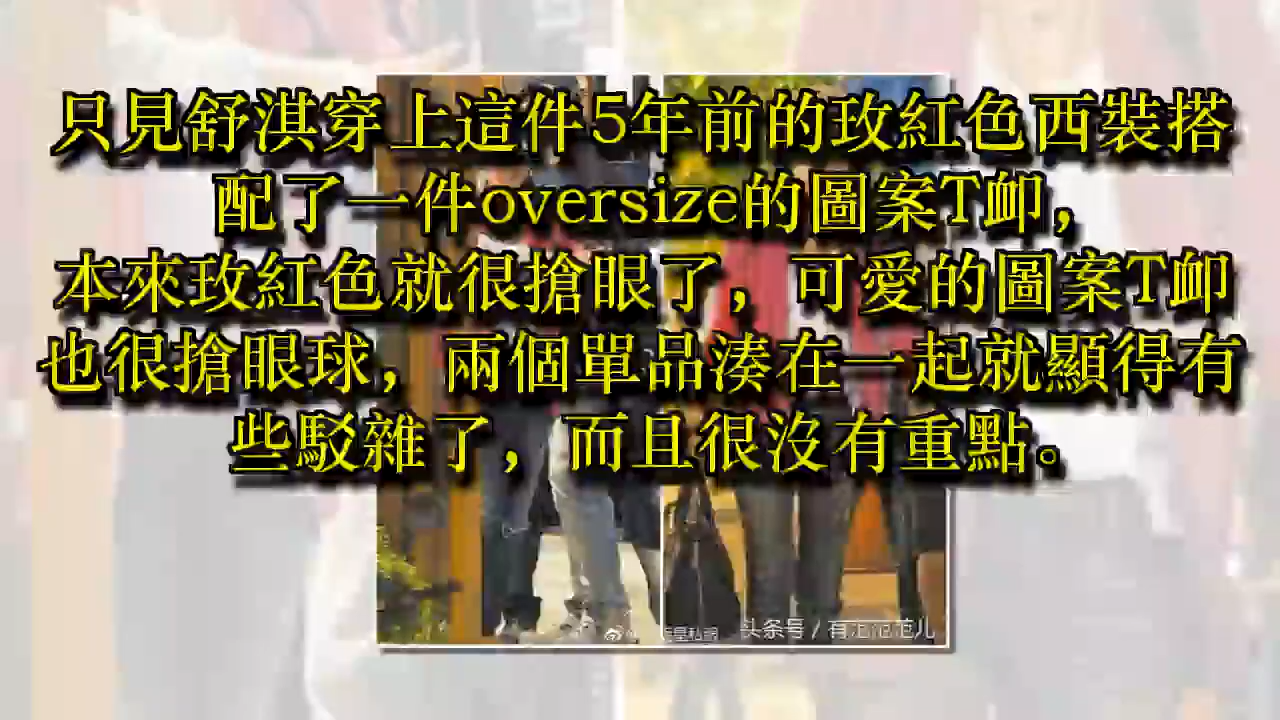 只見舒淇穿上這件5年前的玫紅色西裝搭
配了一件oversize的圖案T卹，
本來玫紅色就很搶眼了，可愛的圖案T卹
也很搶眼球，兩個單品湊在一起就顯得有
些駁雜了，而且很沒有重點。
头条号 / 有范范儿